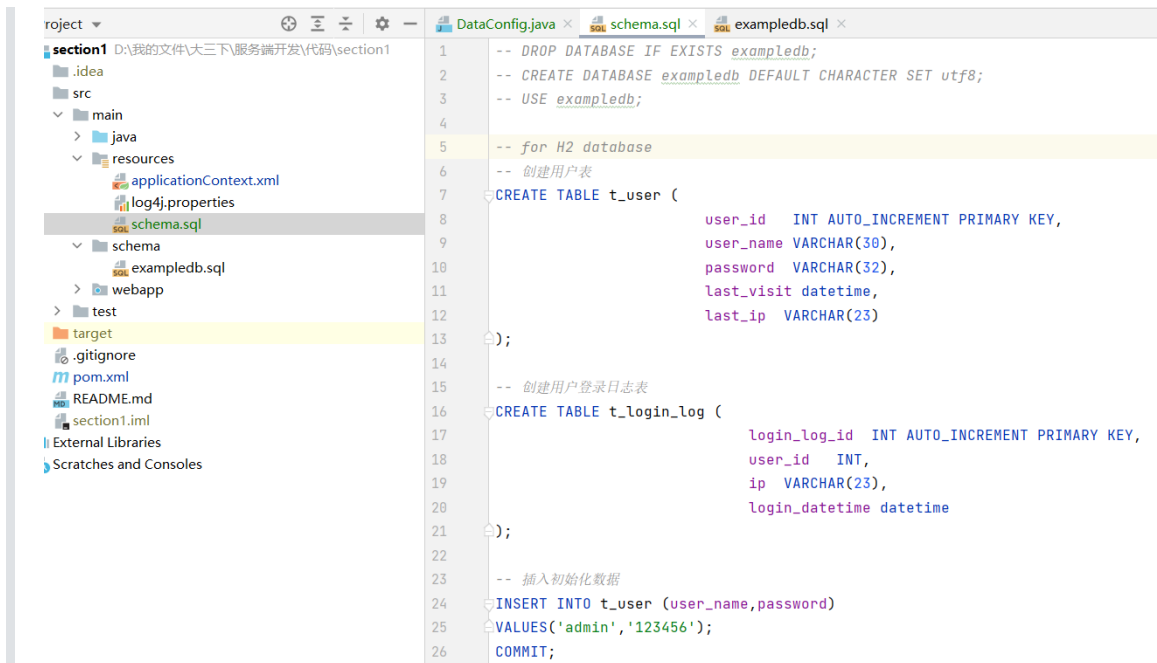 roject
section1 D:\我的文件\大三下\服务端开发\代码\section1
.idea
src
main
java
resources
applicationContext.xml
log4j.properties
schema.sql
schema
exampledb.sql
webapp
test
target
.gitignore
pom.xml
README.md
section1.iml
External Libraries
Scratches and Consoles
DataConfig.java × schema.sql × exampledb.sql ×
1 -- DROP DATABASE IF EXISTS exampledb;
2 -- CREATE DATABASE exampledb DEFAULT CHARACTER SET utf8;
3 -- USE exampledb;
4
5 -- for H2 database
6 -- 创建用户表
7 CREATE TABLE t_user (
8 user_id INT AUTO_INCREMENT PRIMARY KEY,
9 user_name VARCHAR(30),
10 password VARCHAR(32),
11 last_visit datetime,
12 last_ip VARCHAR(23)
13 );
14
15 -- 创建用户登录日志表
16 CREATE TABLE t_login_log (
17 login_log_id INT AUTO_INCREMENT PRIMARY KEY,
18 user_id INT,
19 ip VARCHAR(23),
20 login_datetime datetime
21 );
22
23 -- 插入初始化数据
24 INSERT INTO t_user (user_name,password)
25 VALUES('admin','123456');
26 COMMIT;